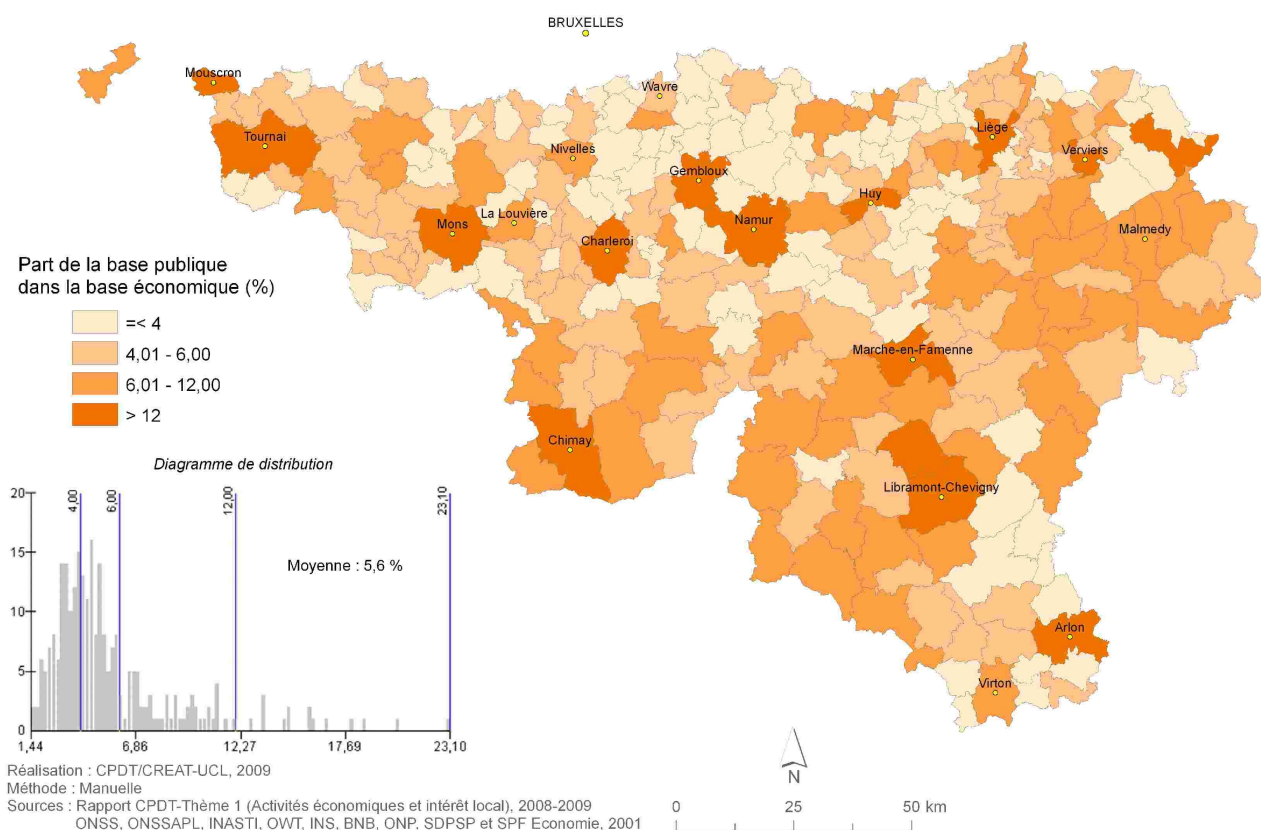 BRUXELLES
Mouscron
Wavre
Tournai
Liège
Nivelles
Verviers
Gembloux
Huy
La Louvière
Mons
Namur
Malmedy
Charleroi
Part de la base publique
dans la base économique (%)
=< 4
4,01 - 6,00
6,01 - 12,00
> 12
Marche-en-Famenne
Chimay
Libramont-Chevigny
Arlon
Virton
Diagramme de distribution
20
15
10
5
0
4,00
6,00
12,00
23,10
Moyenne : 5,6 %
1,44
6,86
12,27
17,69
23,10
N
Réalisation : CPDT/CREAT-UCL, 2009
Méthode : Manuelle
Sources : Rapport CPDT-Thème 1 (Activités économiques et intérêt local), 2008-2009
ONSS, ONSSAPL, INASTI, OWT, INS, BNB, ONP, SDPSP et SPF Economie, 2001
0
25
50 km